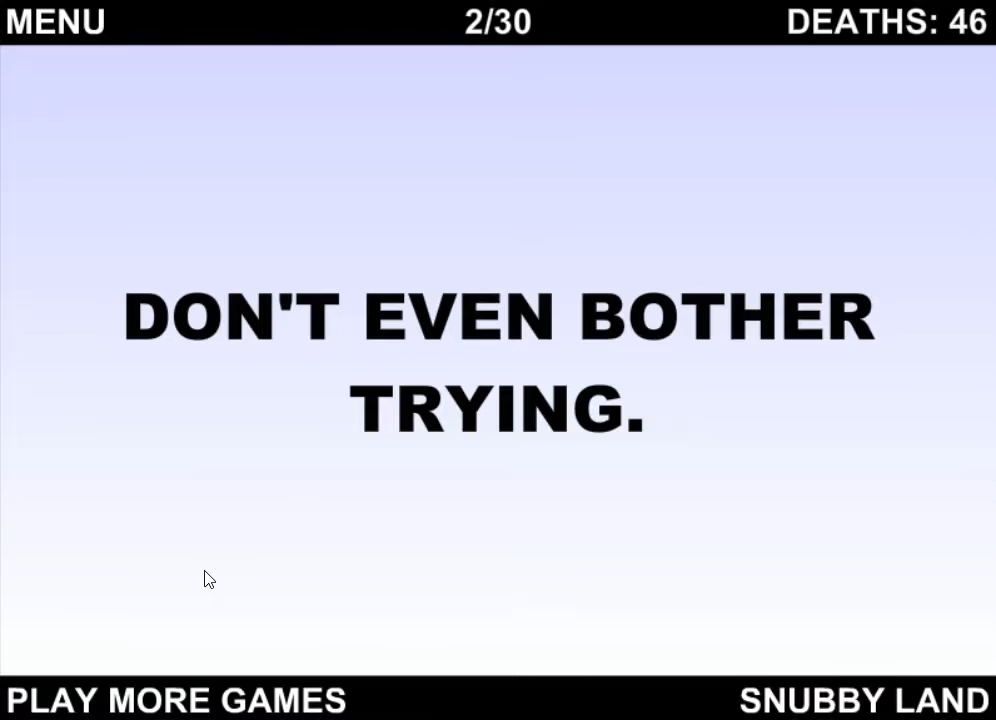 MENU 2/30 DEATHS: 46
DON'T EVEN BOTHER
TRYING.
PLAY MORE GAMES SNUBBY LAND